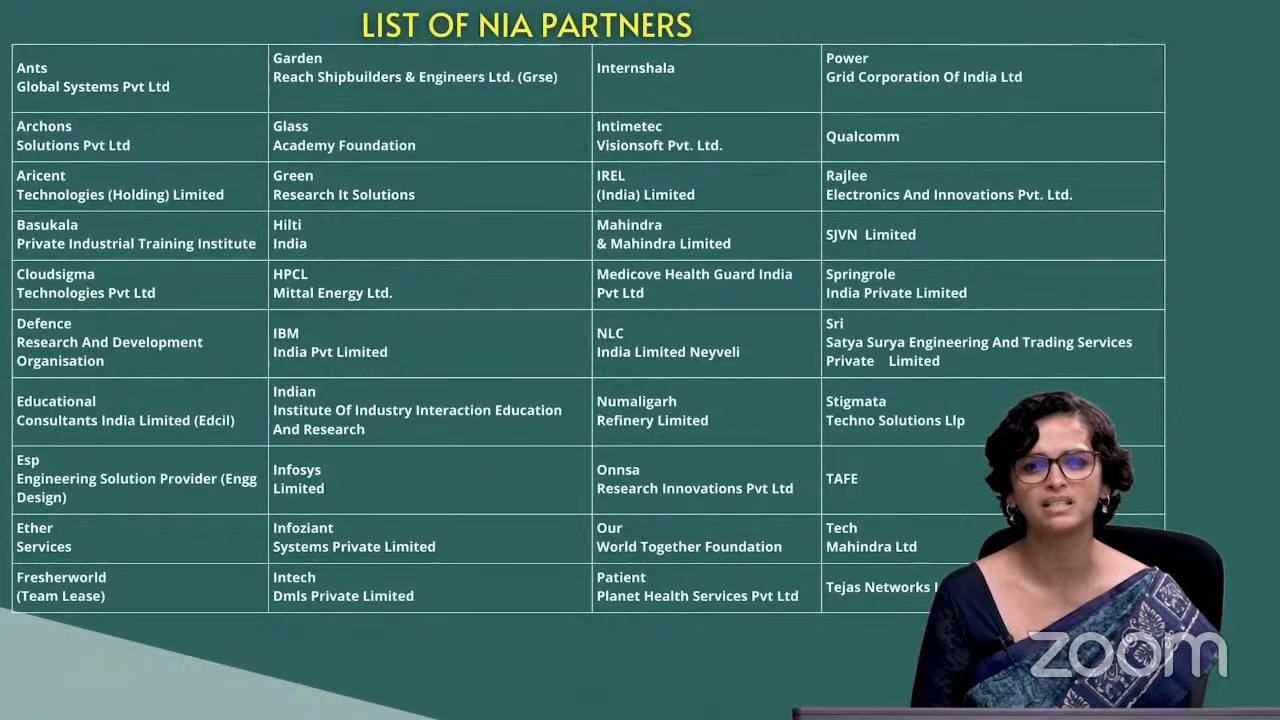 LIST OF NIA PARTNERS
Ants
Global Systems Pvt Ltd
Garden
Reach Shipbuilders & Engineers Ltd. (Grse)
Internshala
Power
Grid Corporation Of India Ltd
Archons
Solutions Pvt Ltd
Glass
Academy Foundation
Intimetec
Visionsoft Pvt. Ltd.
Qualcomm
Aricent
Technologies (Holding) Limited
Green
Research It Solutions
IREL
(India) Limited
Rajlee
Electronics And Innovations Pvt. Ltd.
Basukala
Private Industrial Training Institute
Hilti
India
Mahindra
& Mahindra Limited
SJVN Limited
Cloudsigma
Technologies Pvt Ltd
HPCL
Mittal Energy Ltd.
Medicove Health Guard India
Pvt Ltd
Springrole
India Private Limited
Defence
Research And Development
Organisation
IBM
India Pvt Limited
NLC
India Limited Neyveli
Sri
Satya Surya Engineering And Trading Services
Private Limited
Educational
Consultants India Limited (Edcil)
Indian
Institute Of Industry Interaction Education
And Research
Numaligarh
Refinery Limited
Stigmata
Techno Solutions Llp
Esp
Engineering Solution Provider (Engg
Design)
Infosys
Limited
Onnsa
Research Innovations Pvt Ltd
TAFE
Ether
Services
Infoziant
Systems Private Limited
Our
World Together Foundation
Tech
Mahindra Ltd
Fresherworld
(Team Lease)
Intech
Dmls Private Limited
Patient
Planet Health Services Pvt Ltd
Tejas Networks
zoom